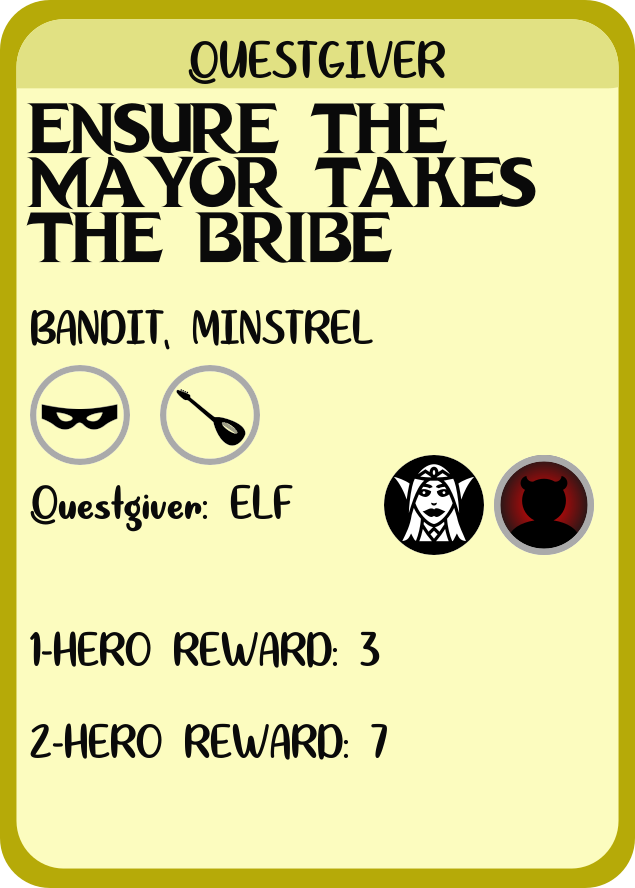 QUESTGIVER
ENSURE THE
MAYOR TAKES
THE BRIBE
BANDIT, MINSTREL
Questgiver: ELF
1-HERO REWARD: 3
2-HERO REWARD: 7